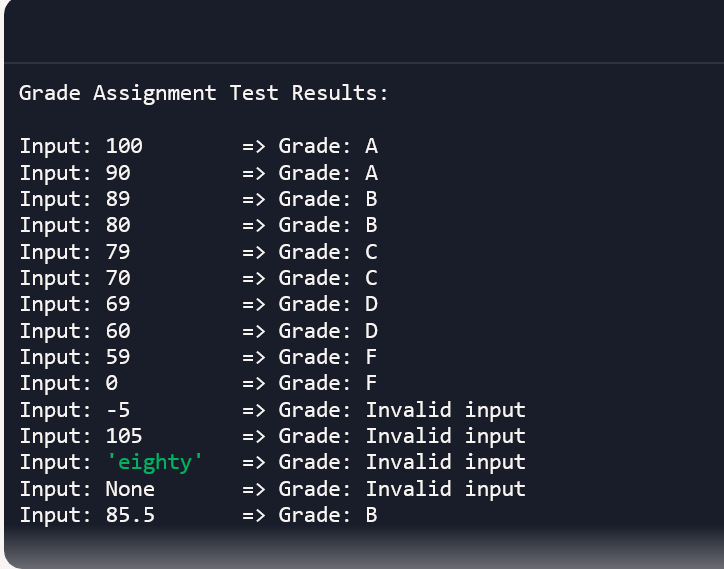 Grade Assignment Test Results:
Input: 100        => Grade: A
Input: 90         => Grade: A
Input: 89         => Grade: B
Input: 80         => Grade: B
Input: 79         => Grade: C
Input: 70         => Grade: C
Input: 69         => Grade: D
Input: 60         => Grade: D
Input: 59         => Grade: F
Input: 0          => Grade: F
Input: -5         => Grade: Invalid input
Input: 105        => Grade: Invalid input
Input: 'eighty'   => Grade: Invalid input
Input: None       => Grade: Invalid input
Input: 85.5       => Grade: B